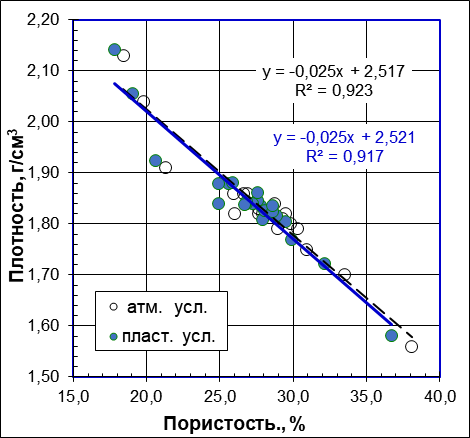 2,20
2,10
2,00
1,90
1,80
1,70
1,60
1,50
Плотность, г/см³
y = -0,025x + 2,517
R² = 0,923
y = -0,025x + 2,521
R² = 0,917
атм. усл.
пласт. усл.
15,0 20,0 25,0 30,0 35,0 40,0
Пористость., %